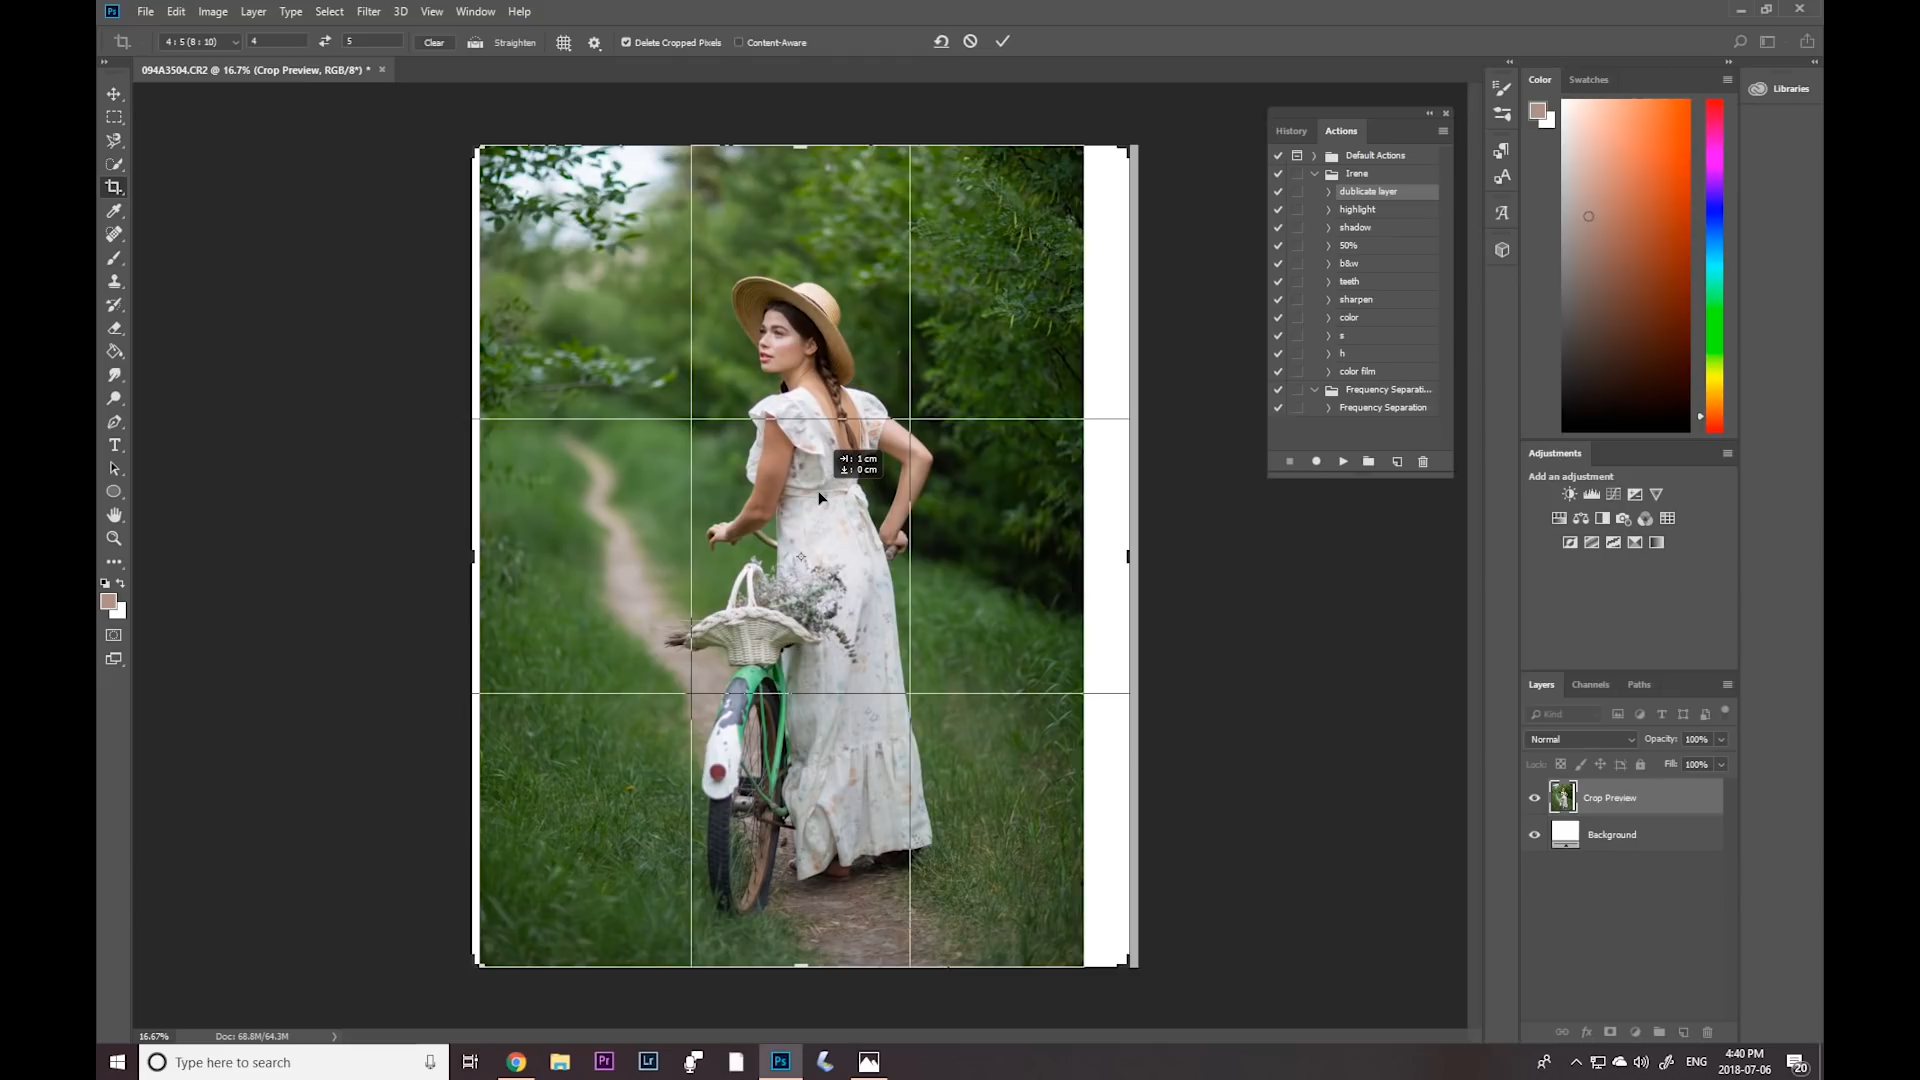 Ps File Edit Image Layer Type Select Filter 3D View Window Help
4 : 5 (8 : 10) 4 5 Clear Straighten Delete Cropped Pixels Content-Aware
094A3504.CR2 @ 16.7% (Crop Preview, RGB/8*) *
Color Swatches
Libraries
History Actions
Default Actions
Irene
dublicate layer
highlight
shadow
50%
b&w
teeth
sharpen
color
s
h
color film
Frequency Separati...
Frequency Separation
: 1 cm
: 0 cm
Adjustments
Add an adjustment
Layers Channels Paths
Kind
Normal Opacity: 100%
Lock: Fill: 100%
Crop Preview
Background
16.67% Doc: 68.8M/64.3M
Type here to search
Pr Lr Ps
ENG 4:40 PM
2018-07-06 20